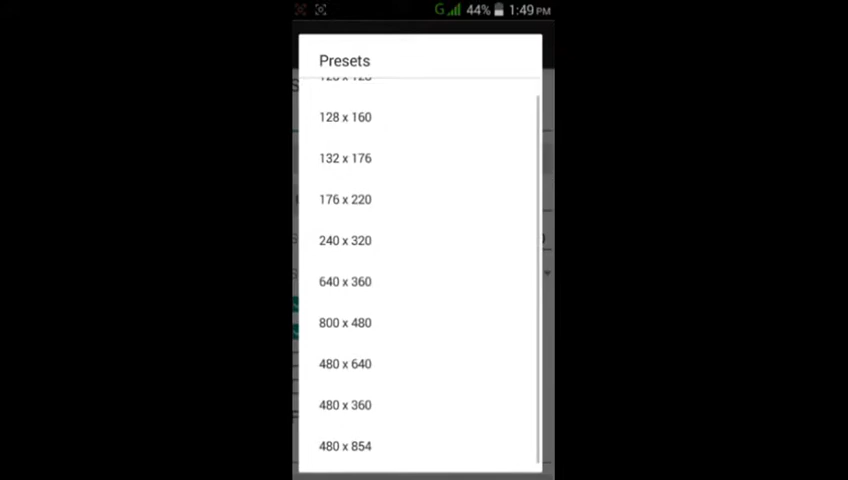 G 44% 1:49 PM
Presets
128 x 160
132 x 176
176 x 220
240 x 320
640 x 360
800 x 480
480 x 640
480 x 360
480 x 854